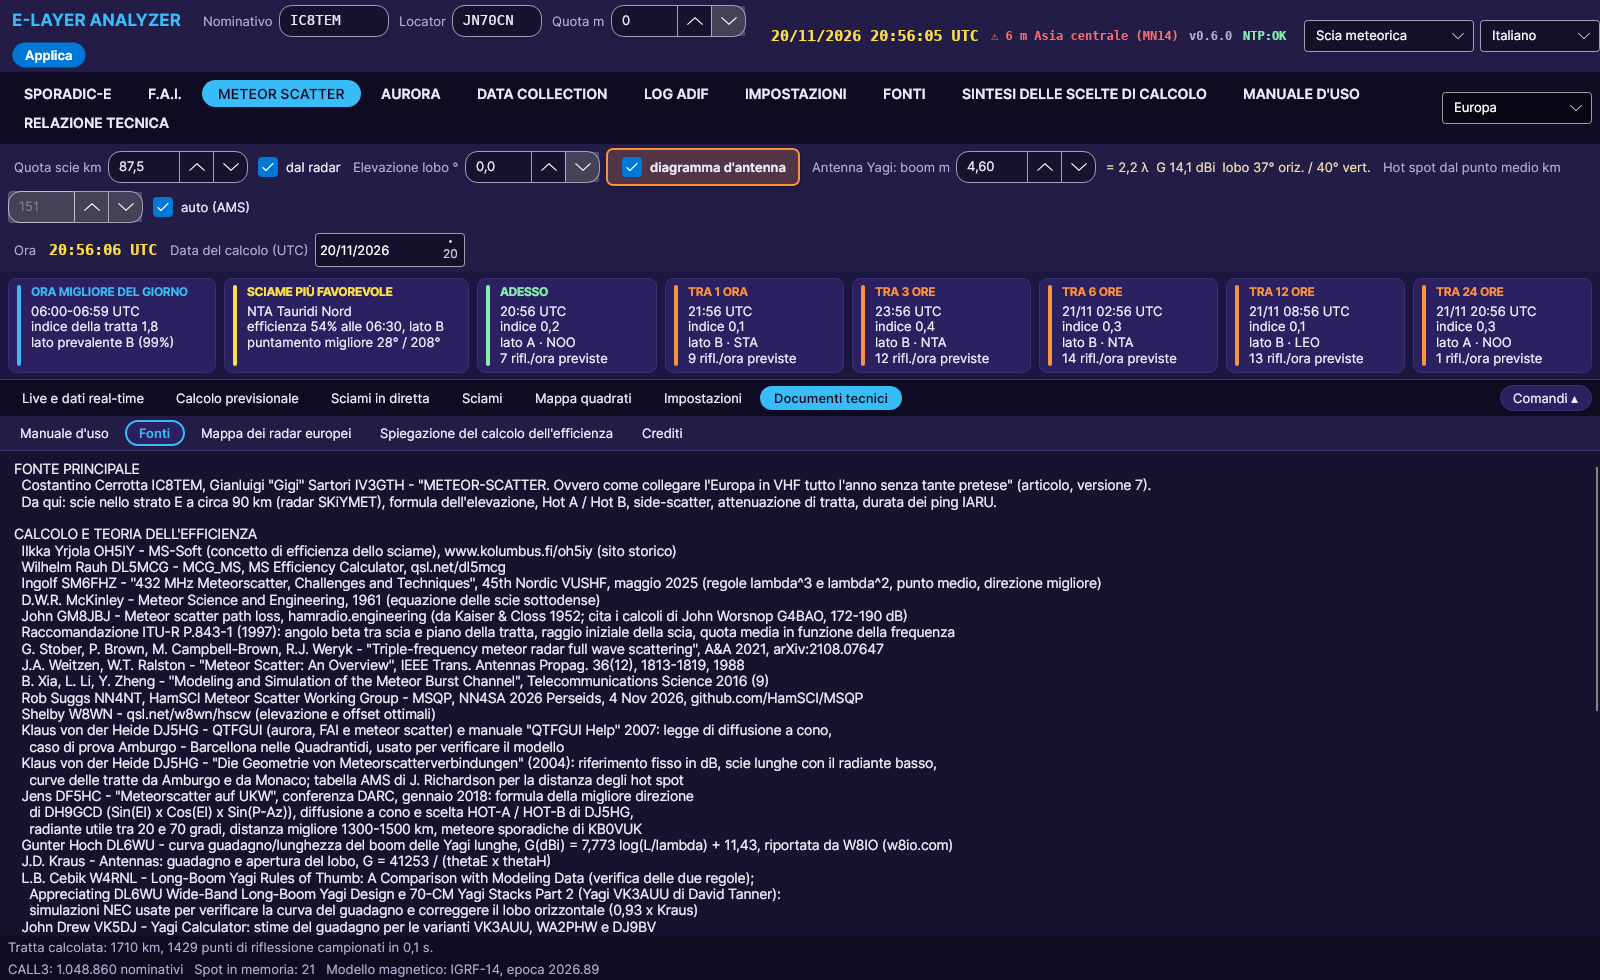 E-LAYER ANALYZER
Nominativo IC8TEM Locator JN70CN Quota m 0
20/11/2026 20:56:05 UTC ⚠ 6 m Asia centrale (MN14) v0.6.0 NTP:OK
Scia meteorica Italiano
Applica
SPORADIC-E F.A.I. METEOR SCATTER AURORA DATA COLLECTION LOG ADIF IMPOSTAZIONI FONTI SINTESI DELLE SCELTE DI CALCOLO MANUALE D'USO
RELAZIONE TECNICA
Europa
Quota scie km 87,5 dal radar Elevazione lobo ° 0,0 diagramma d'antenna Antenna Yagi: boom m 4,60 = 2,2 λ G 14,1 dBi lobo 37° oriz. / 40° vert. Hot spot dal punto medio km
151 auto (AMS)
Ora 20:56:06 UTC Data del calcolo (UTC) 20/11/2026 20
ORA MIGLIORE DEL GIORNO
06:00-06:59 UTC
indice della tratta 1,8
lato prevalente B (99%)
SCIAME PIÙ FAVOREVOLE
NTA Tauridi Nord
efficienza 54% alle 06:30, lato B
puntamento migliore 28° / 208°
ADESSO
20:56 UTC
indice 0,2
lato A · NOO
7 rifl./ora previste
TRA 1 ORA
21:56 UTC
indice 0,1
lato B · STA
9 rifl./ora previste
TRA 3 ORE
23:56 UTC
indice 0,4
lato B · NTA
12 rifl./ora previste
TRA 6 ORE
21/11 02:56 UTC
indice 0,3
lato B · NTA
14 rifl./ora previste
TRA 12 ORE
21/11 08:56 UTC
indice 0,1
lato B · LEO
13 rifl./ora previste
TRA 24 ORE
21/11 20:56 UTC
indice 0,3
lato A · NOO
1 rifl./ora previste
Live e dati real-time Calcolo previsionale Sciami in diretta Sciami Mappa quadrati Impostazioni Documenti tecnici Comandi ▴
Manuale d'uso Fonti Mappa dei radar europei Spiegazione del calcolo dell'efficienza Crediti
FONTE PRINCIPALE
Costantino Cerrotta IC8TEM, Gianluigi "Gigi" Sartori IV3GTH - "METEOR-SCATTER. Ovvero come collegare l'Europa in VHF tutto l'anno senza tante pretese" (articolo, versione 7).
Da qui: scie nello strato E a circa 90 km (radar SKiYMET), formula dell'elevazione, Hot A / Hot B, side-scatter, attenuazione di tratta, durata dei ping IARU.
CALCOLO E TEORIA DELL'EFFICIENZA
Ilkka Yrjola OH5IY - MS-Soft (concetto di efficienza dello sciame), www.kolumbus.fi/oh5iy (sito storico)
Wilhelm Rauh DL5MCG - MCG_MS, MS Efficiency Calculator, qsl.net/dl5mcg
Ingolf SM6FHZ - "432 MHz Meteorscatter, Challenges and Techniques", 45th Nordic VUSHF, maggio 2025 (regole lambda^3 e lambda^2, punto medio, direzione migliore)
D.W.R. McKinley - Meteor Science and Engineering, 1961 (equazione delle scie sottodense)
John GM8JBJ - Meteor scatter path loss, hamradio.engineering (da Kaiser & Closs 1952; cita i calcoli di John Worsnop G4BAO, 172-190 dB)
Raccomandazione ITU-R P.843-1 (1997): angolo beta tra scia e piano della tratta, raggio iniziale della scia, quota media in funzione della frequenza
G. Stober, P. Brown, M. Campbell-Brown, R.J. Weryk - "Triple-frequency meteor radar full wave scattering", A&A 2021, arXiv:2108.07647
J.A. Weitzen, W.T. Ralston - "Meteor Scatter: An Overview", IEEE Trans. Antennas Propag. 36(12), 1813-1819, 1988
B. Xia, L. Li, Y. Zheng - "Modeling and Simulation of the Meteor Burst Channel", Telecommunications Science 2016 (9)
Rob Suggs NN4NT, HamSCI Meteor Scatter Working Group - MSQP, NN4SA 2026 Perseids, 4 Nov 2026, github.com/HamSCI/MSQP
Shelby W8WN - qsl.net/w8wn/hscw (elevazione e offset ottimali)
Klaus von der Heide DJ5HG - QTFGUI (aurora, FAI e meteor scatter) e manuale "QTFGUI Help" 2007: legge di diffusione a cono,
caso di prova Amburgo - Barcellona nelle Quadrantidi, usato per verificare il modello
Klaus von der Heide DJ5HG - "Die Geometrie von Meteorscatterverbindungen" (2004): riferimento fisso in dB, scie lunghe con il radiante basso,
curve delle tratte da Amburgo e da Monaco; tabella AMS di J. Richardson per la distanza degli hot spot
Jens DF5HC - "Meteorscatter auf UKW", conferenza DARC, gennaio 2018: formula della migliore direzione
di DH9GCD (Sin(El) x Cos(El) x Sin(P-Az)), diffusione a cono e scelta HOT-A / HOT-B di DJ5HG,
radiante utile tra 20 e 70 gradi, distanza migliore 1300-1500 km, meteore sporadiche di KB0VUK
Gunter Hoch DL6WU - curva guadagno/lunghezza del boom delle Yagi lunghe, G(dBi) = 7,773 log(L/lambda) + 11,43, riportata da W8IO (w8io.com)
J.D. Kraus - Antennas: guadagno e apertura del lobo, G = 41253 / (thetaE x thetaH)
L.B. Cebik W4RNL - Long-Boom Yagi Rules of Thumb: A Comparison with Modeling Data (verifica delle due regole);
Appreciating DL6WU Wide-Band Long-Boom Yagi Design e 70-CM Yagi Stacks Part 2 (Yagi VK3AUU di David Tanner):
simulazioni NEC usate per verificare la curva del guadagno e correggere il lobo orizzontale (0,93 x Kraus)
John Drew VK5DJ - Yagi Calculator: stime del guadagno per le varianti VK3AUU, WA2PHW e DJ9BV
Tratta calcolata: 1710 km, 1429 punti di riflessione campionati in 0,1 s.
CALL3: 1.048.860 nominativi Spot in memoria: 21 Modello magnetico: IGRF-14, epoca 2026.89